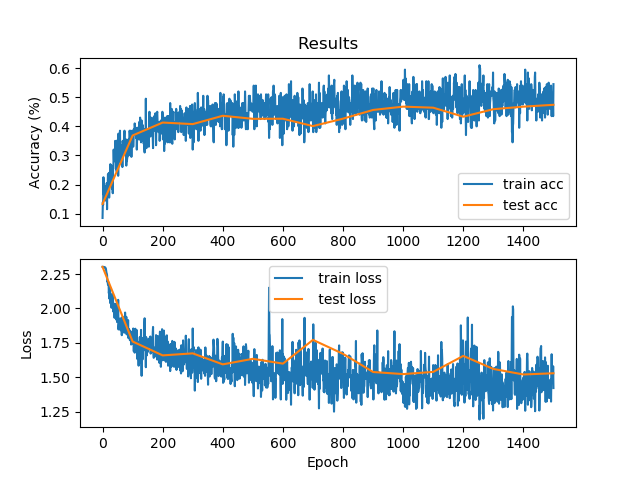 Results
Accuracy (%)
0.6
0.5
0.4
0.3
0.2
0.1
train acc
test acc
0 200 400 600 800 1000 1200 1400
Loss
2.25
2.00
1.75
1.50
1.25
train loss
test loss
0 200 400 600 800 1000 1200 1400
Epoch